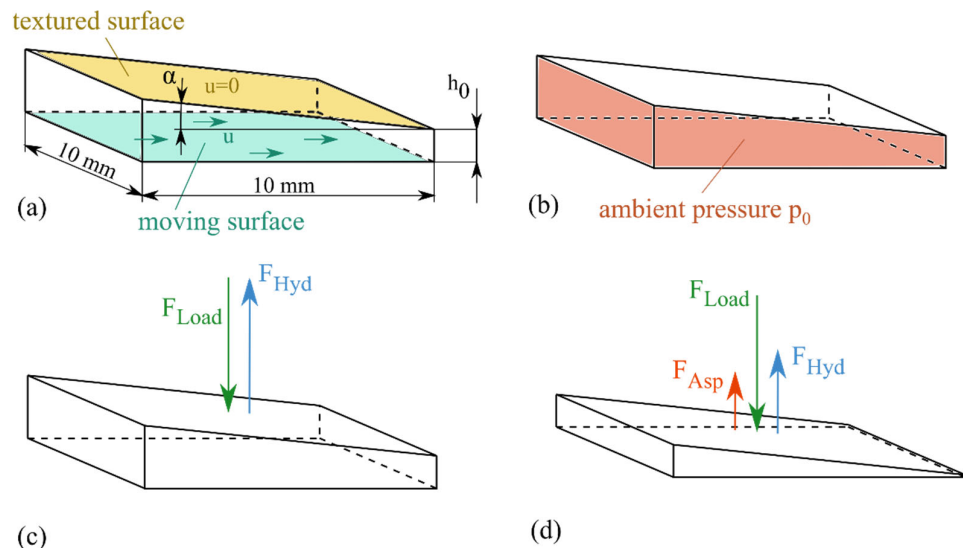 textured surface
α
u=0
h0
u
10 mm
10 mm
(a)
moving surface
(b)
ambient pressure p0
FHyd
FLoad
(c)
FLoad
FHyd
FAsp
(d)